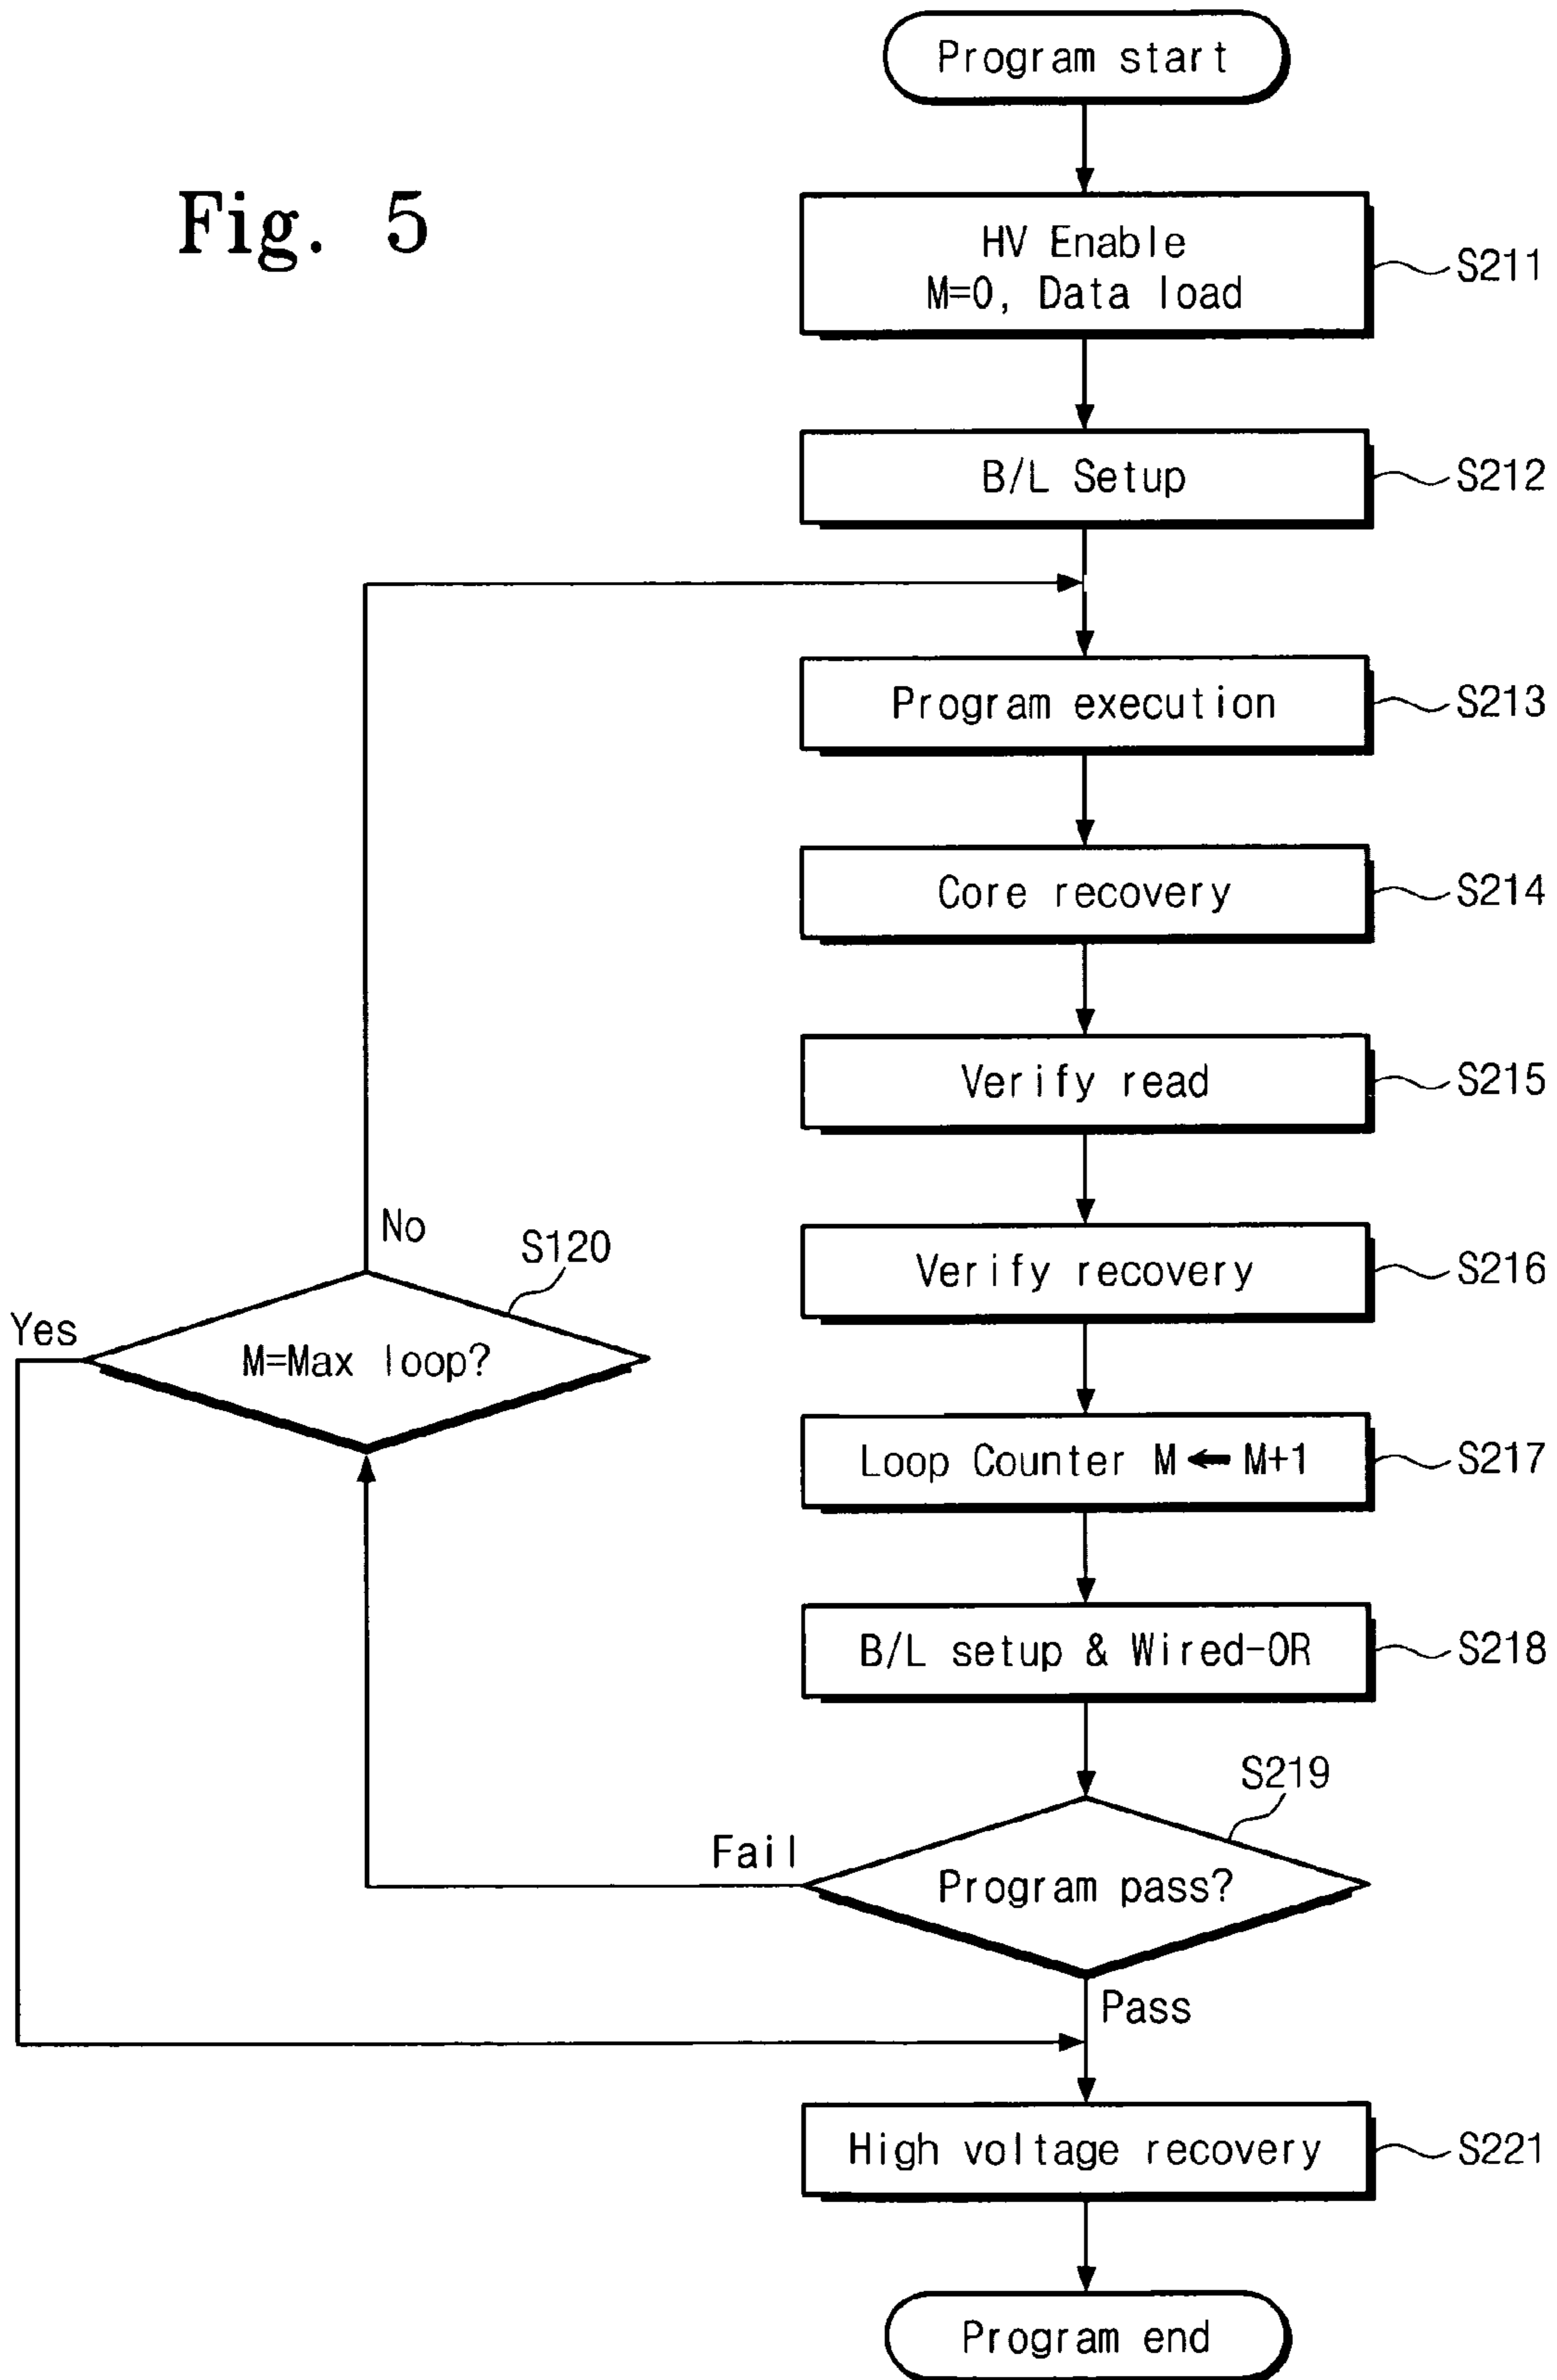 Fig. 5
Program start
HV Enable
M=0, Data load
S211
B/L Setup
S212
Program execution
S213
Core recovery
S214
Verify read
S215
Verify recovery
S216
Loop Counter M ← M+1
S217
B/L setup & Wired-OR
S218
S219
Program pass?
Fail
Pass
No
S120
Yes
M=Max loop?
High voltage recovery
S221
Program end